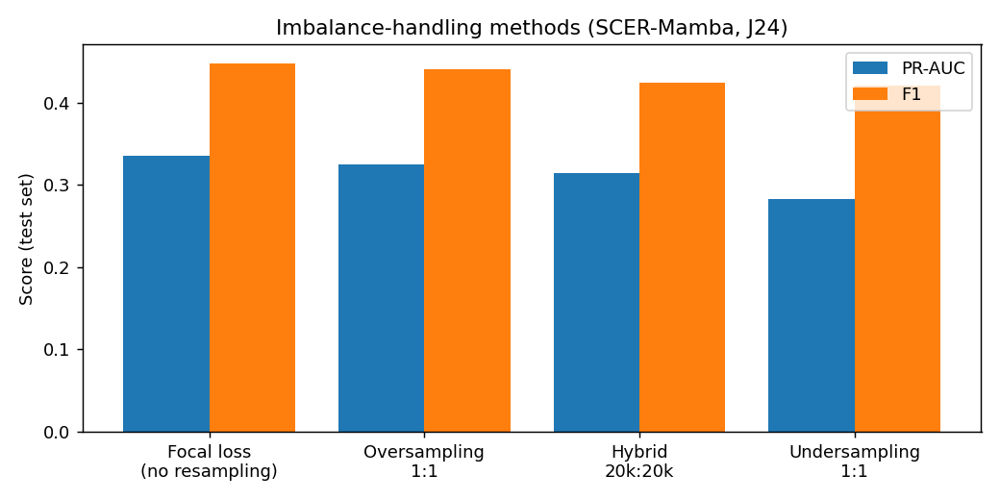 Imbalance-handling methods (SCER-Mamba, J24)
PR-AUC
F1
Score (test set)
0.4
0.3
0.2
0.1
0.0
Focal loss
(no resampling)
Oversampling
1:1
Hybrid
20k:20k
Undersampling
1:1